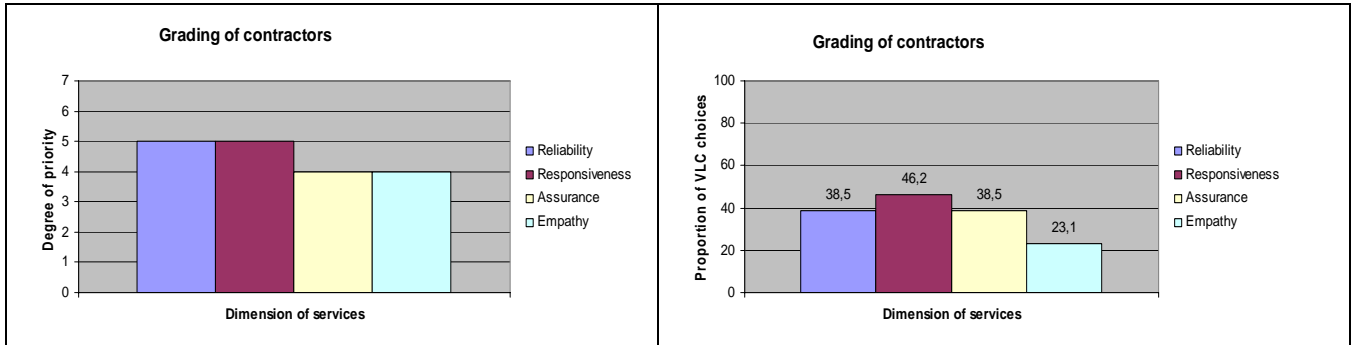 Grading of contractors
Degree of priority
7
6
5
4
3
2
1
0
Dimension of services
Reliability
Responsiveness
Assurance
Empathy
Grading of contractors
Proportion of VLC choices
100
80
60
40
20
0
38,5
46,2
38,5
23,1
Dimension of services
Reliability
Responsiveness
Assurance
Empathy